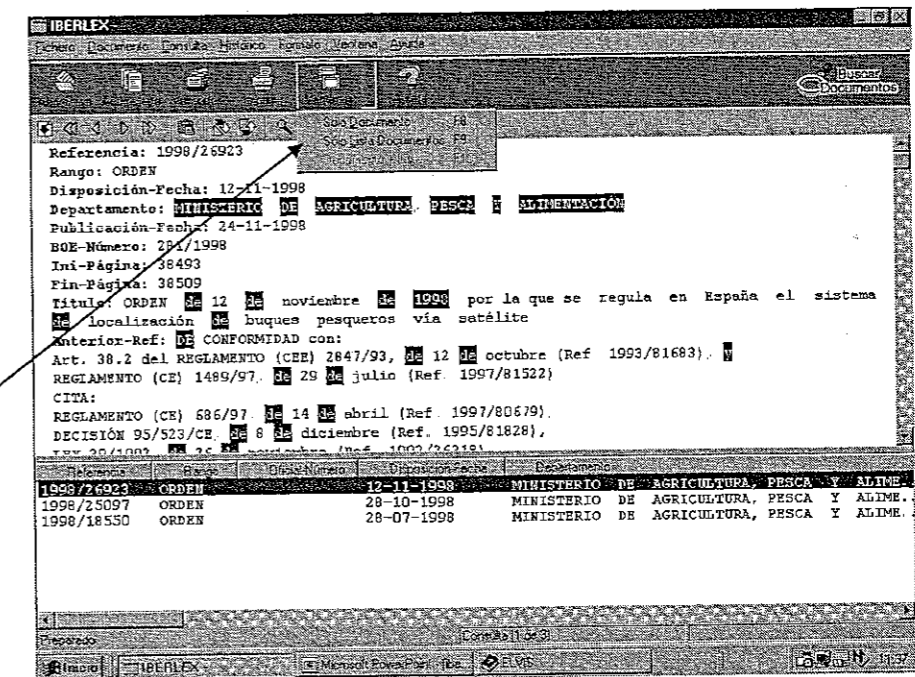 IBERLEX
Fichero Documento Consulta Histórico Formato Ventana Ayuda
Buscar
Documentos
Sólo Documento F8
Sólo Lista Documentos F9
Referencia: 1998/26923
Rango: ORDEN
Disposición-Fecha: 12-11-1998
Departamento: MINISTERIO DE AGRICULTURA, PESCA Y ALIMENTACIÓN
Publicación-Fecha: 24-11-1998
BOE-Número: 281/1998
Ini-Página: 38493
Fin-Página: 38509
Título: ORDEN de 12 de noviembre de 1998 por la que se regula en España el sistema
de localización de buques pesqueros vía satélite
Anterior-Ref: DE CONFORMIDAD con:
Art. 38.2 del REGLAMENTO (CEE) 2847/93, de 12 de octubre (Ref 1993/81683), y
REGLAMENTO (CE) 1489/97, de 29 de julio (Ref. 1997/81522)
CITA:
REGLAMENTO (CE) 686/97. de 14 de abril (Ref. 1997/80679),
DECISIÓN 95/523/CE, de 8 de diciembre (Ref. 1995/81828),
Referencia Rango Oficial-Número Disposición-Fecha Departamento
1998/26923 ORDEN 12-11-1998 MINISTERIO DE AGRICULTURA, PESCA Y ALIME..
1998/25097 ORDEN 28-10-1998 MINISTERIO DE AGRICULTURA, PESCA Y ALIME..
1998/18550 ORDEN 28-07-1998 MINISTERIO DE AGRICULTURA, PESCA Y ALIME..
Preparado Consulta (1 de 3)
Inicio IBERLEX Microsoft PowerPoint ELVIS 11:37